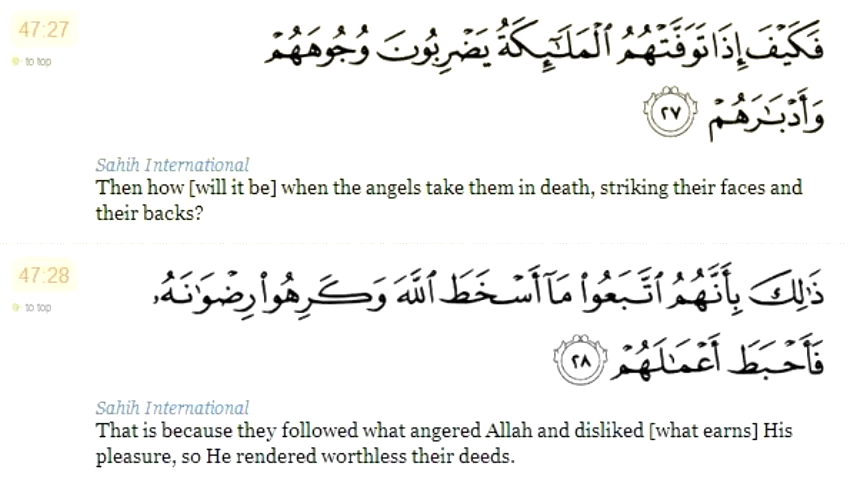 47:27
to top
فَكَيْفَ إِذَا تَوَفَّتْهُمُ ٱلْمَلَـٰٓئِكَةُ يَضْرِبُونَ وُجُوهَهُمْ
وَأَدْبَـٰرَهُمْ ٢٧
Sahih International
Then how [will it be] when the angels take them in death, striking their faces and
their backs?
47:28
to top
ذَٰلِكَ بِأَنَّهُمُ ٱتَّبَعُوا۟ مَآ أَسْخَطَ ٱللَّهَ وَكَرِهُوا۟ رِضْوَٰنَهُۥ
فَأَحْبَطَ أَعْمَـٰلَهُمْ ٢٨
Sahih International
That is because they followed what angered Allah and disliked [what earns] His
pleasure, so He rendered worthless their deeds.